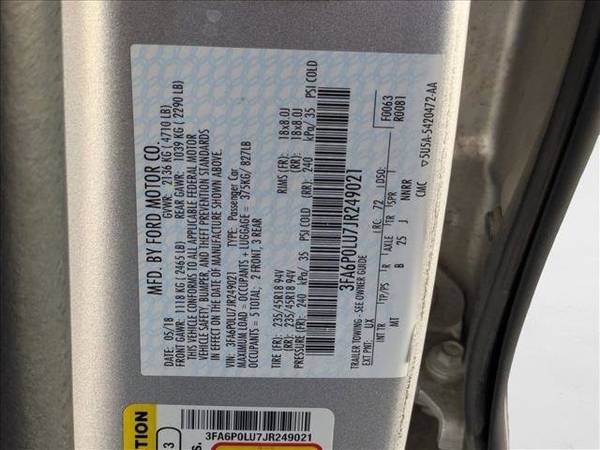 MFD. BY FORD MOTOR CO.
DATE: 05/18 GVWR: 2136 KG ( 4710 LB)
FRONT GAWR: 1118 KG ( 2465 LB) REAR GAWR: 1039 KG ( 2290 LB)
THIS VEHICLE CONFORMS TO ALL APPLICABLE FEDERAL MOTOR
VEHICLE SAFETY, BUMPER, AND THEFT PREVENTION STANDARDS
IN EFFECT ON THE DATE OF MANUFACTURE SHOWN ABOVE.
VIN: 3FA6P0LU7JR249021 TYPE: Passenger Car
MAXIMUM LOAD = OCCUPANTS + LUGGAGE = 375KG/ 827LB
OCCUPANTS = 5 TOTAL; 2 FRONT, 3 REAR
TIRE (FR): 235/45R18 94V RIMS (FR): 18x8.0J
(RR): 235/45R18 94V (RR): 18x8.0J
PRESSURE (FR): 240 kPa/ 35 PSI COLD (RR): 240 kPa/ 35 PSI COLD
3FA6P0LU7JR249021
TRAILER TOWING - SEE OWNER GUIDE
F0063
R0081
EXT PNT: UX RC: 72 DSO:
INT TR TP/PS R AXLE TR SPR
MT B 25 J NNRR
CMC 5USA-5420472-AA
3FA6P0LU7JR249021